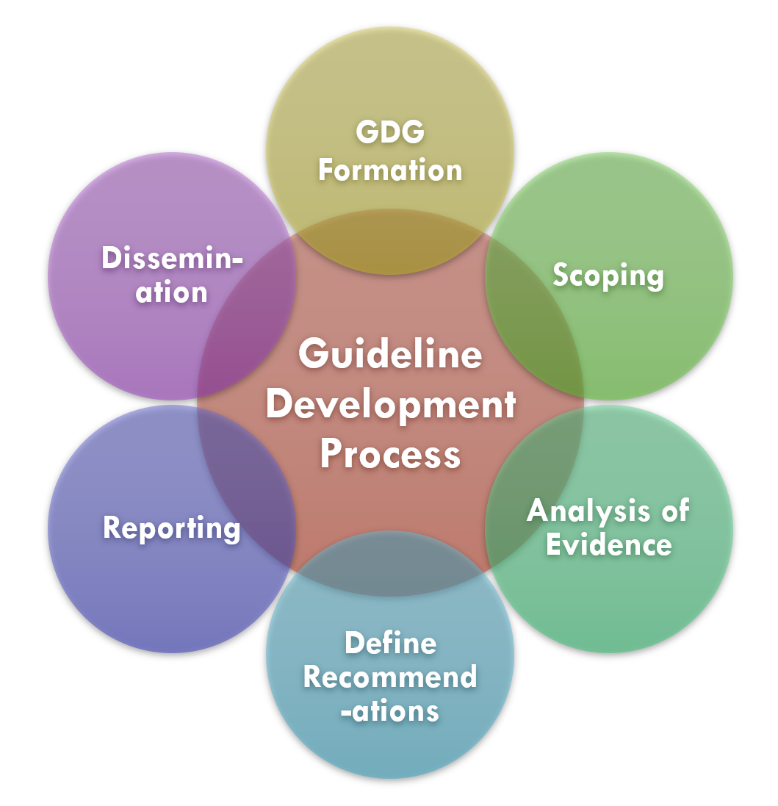 GDG
Formation
Scoping
Analysis of
Evidence
Define
Recommend
-ations
Reporting
Dissemin-
ation
Guideline
Development
Process